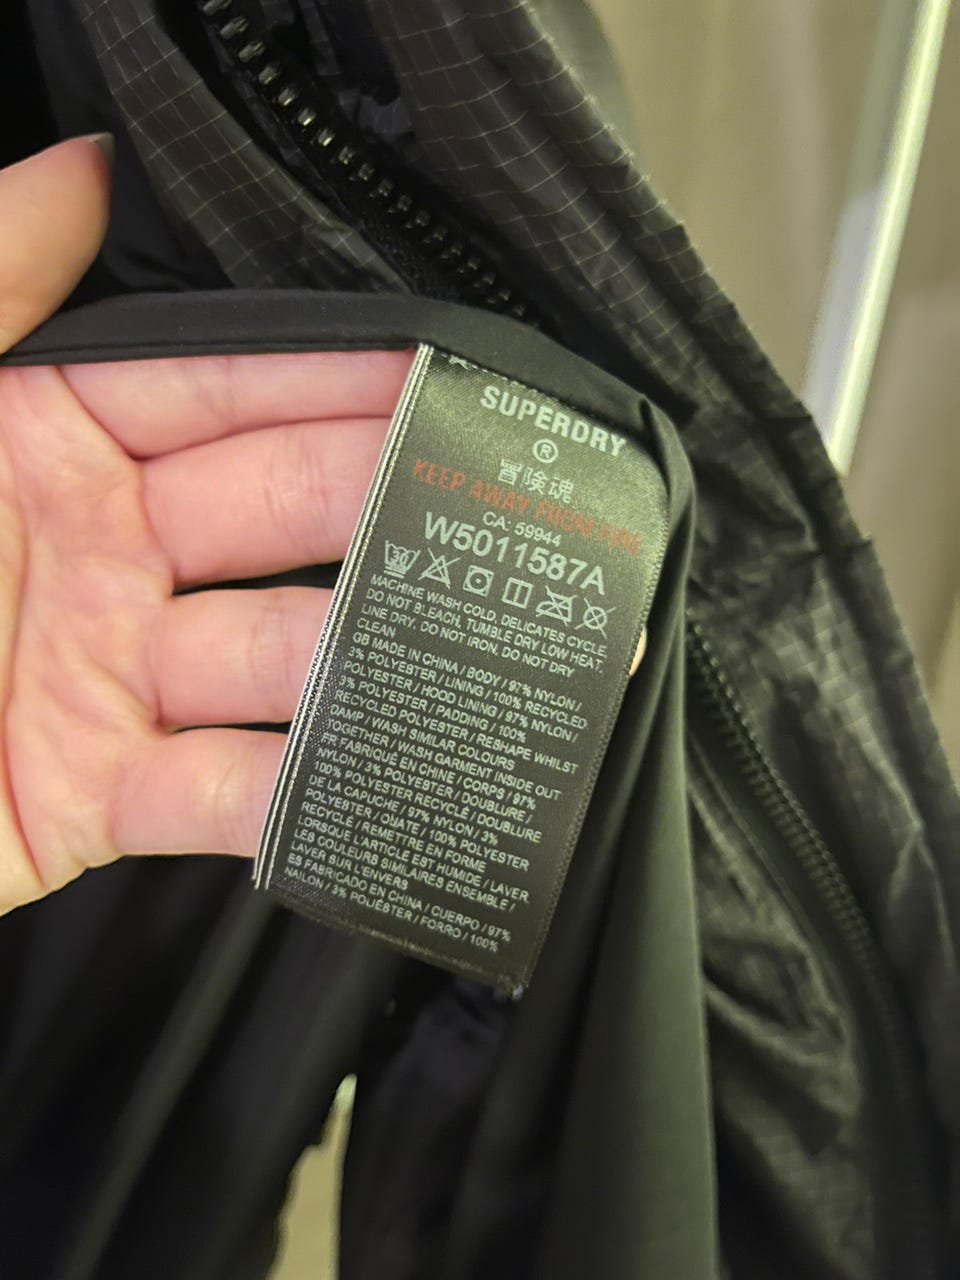 SUPERDRY
®
冒険魂
KEEP AWAY FROM FIRE
CA: 59944
W5011587A
30
MACHINE WASH COLD, DELICATES CYCLE,
DO NOT BLEACH, TUMBLE DRY LOW HEAT,
LINE DRY, DO NOT IRON, DO NOT DRY
CLEAN
GB MADE IN CHINA / BODY / 97% NYLON /
3% POLYESTER / LINING / 100% RECYCLED
POLYESTER / HOOD LINING / 97% NYLON /
3% POLYESTER / PADDING / 100%
RECYCLED POLYESTER / RESHAPE WHILST
DAMP / WASH SIMILAR COLOURS
TOGETHER / WASH GARMENT INSIDE OUT
FR FABRIQUÉ EN CHINE / CORPS / 97%
NYLON / 3% POLYESTER / DOUBLURE /
100% POLYESTER RECYCLÉ / DOUBLURE
DE LA CAPUCHE / 97% NYLON / 3%
POLYESTER / OUATE / 100% POLYESTER
RECYCLÉ / REMETTRE EN FORME
LORSQUE L'ARTICLE EST HUMIDE / LAVER
LES COULEURS SIMILAIRES ENSEMBLE /
LAVER SUR L'ENVERS
ES FABRICADO EN CHINA / CUERPO / 97%
NAILON / 3% POLIÉSTER / FORRO / 100%